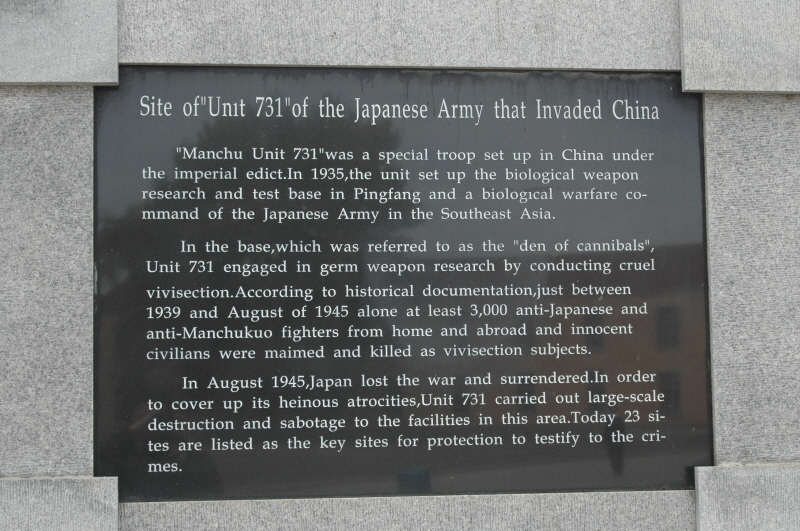 Site of"Unit 731"of the Japanese Army that Invaded China
"Manchu Unit 731"was a special troop set up in China under
the imperial edict.In 1935,the unit set up the biological weapon
research and test base in Pingfang and a biological warfare co-
mmand of the Japanese Army in the Southeast Asia.
In the base,which was referred to as the "den of cannibals",
Unit 731 engaged in germ weapon research by conducting cruel
vivisection.According to historical documentation,just between
1939 and August of 1945 alone at least 3,000 anti-Japanese and
anti-Manchukuo fighters from home and abroad and innocent
civilians were maimed and killed as vivisection subjects.
In August 1945,Japan lost the war and surrendered.In order
to cover up its heinous atrocities,Unit 731 carried out large-scale
destruction and sabotage to the facilities in this area.Today 23 si-
tes are listed as the key sites for protection to testify to the cri-
mes.